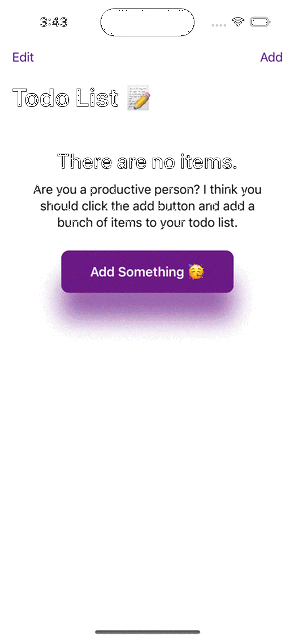 3:43
Edit
Add
Todo List 📝
There are no items.
Are you a productive person? I think you
should click the add button and add a
bunch of items to your todo list.
Add Something 🥳